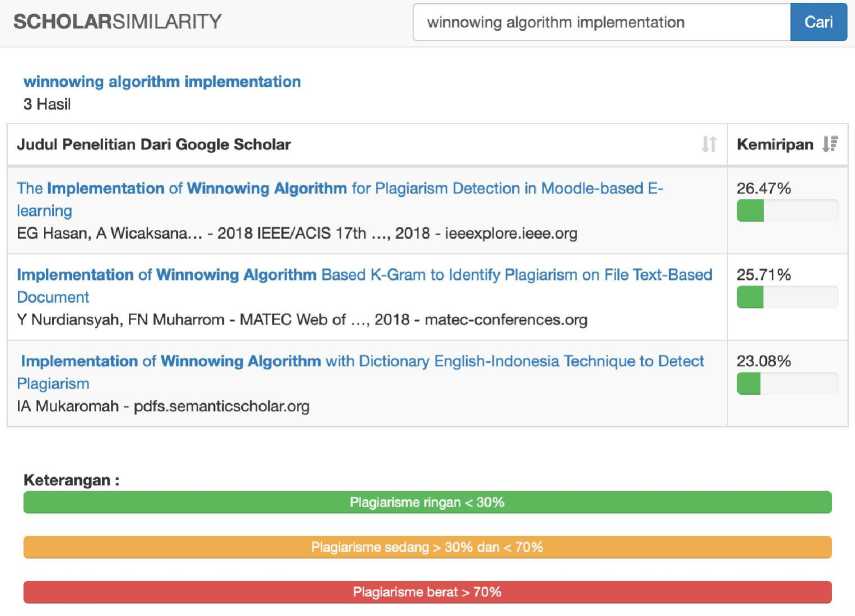 SCHOLARSIMILARITY
winnowing algorithm implementation
Cari
winnowing algorithm implementation
3 Hasil
Judul Penelitian Dari Google Scholar
Kemiripan
The Implementation of Winnowing Algorithm for Plagiarism Detection in Moodle-based E-
learning
EG Hasan, A Wicaksana... - 2018 IEEE/ACIS 17th ..., 2018 - ieeexplore.ieee.org
26.47%
Implementation of Winnowing Algorithm Based K-Gram to Identify Plagiarism on File Text-Based
Document
Y Nurdiansyah, FN Muharrom - MATEC Web of ..., 2018 - matec-conferences.org
25.71%
Implementation of Winnowing Algorithm with Dictionary English-Indonesia Technique to Detect
Plagiarism
IA Mukaromah - pdfs.semanticscholar.org
23.08%
Keterangan :
Plagiarisme ringan < 30%
Plagiarisme sedang > 30% dan < 70%
Plagiarisme berat > 70%